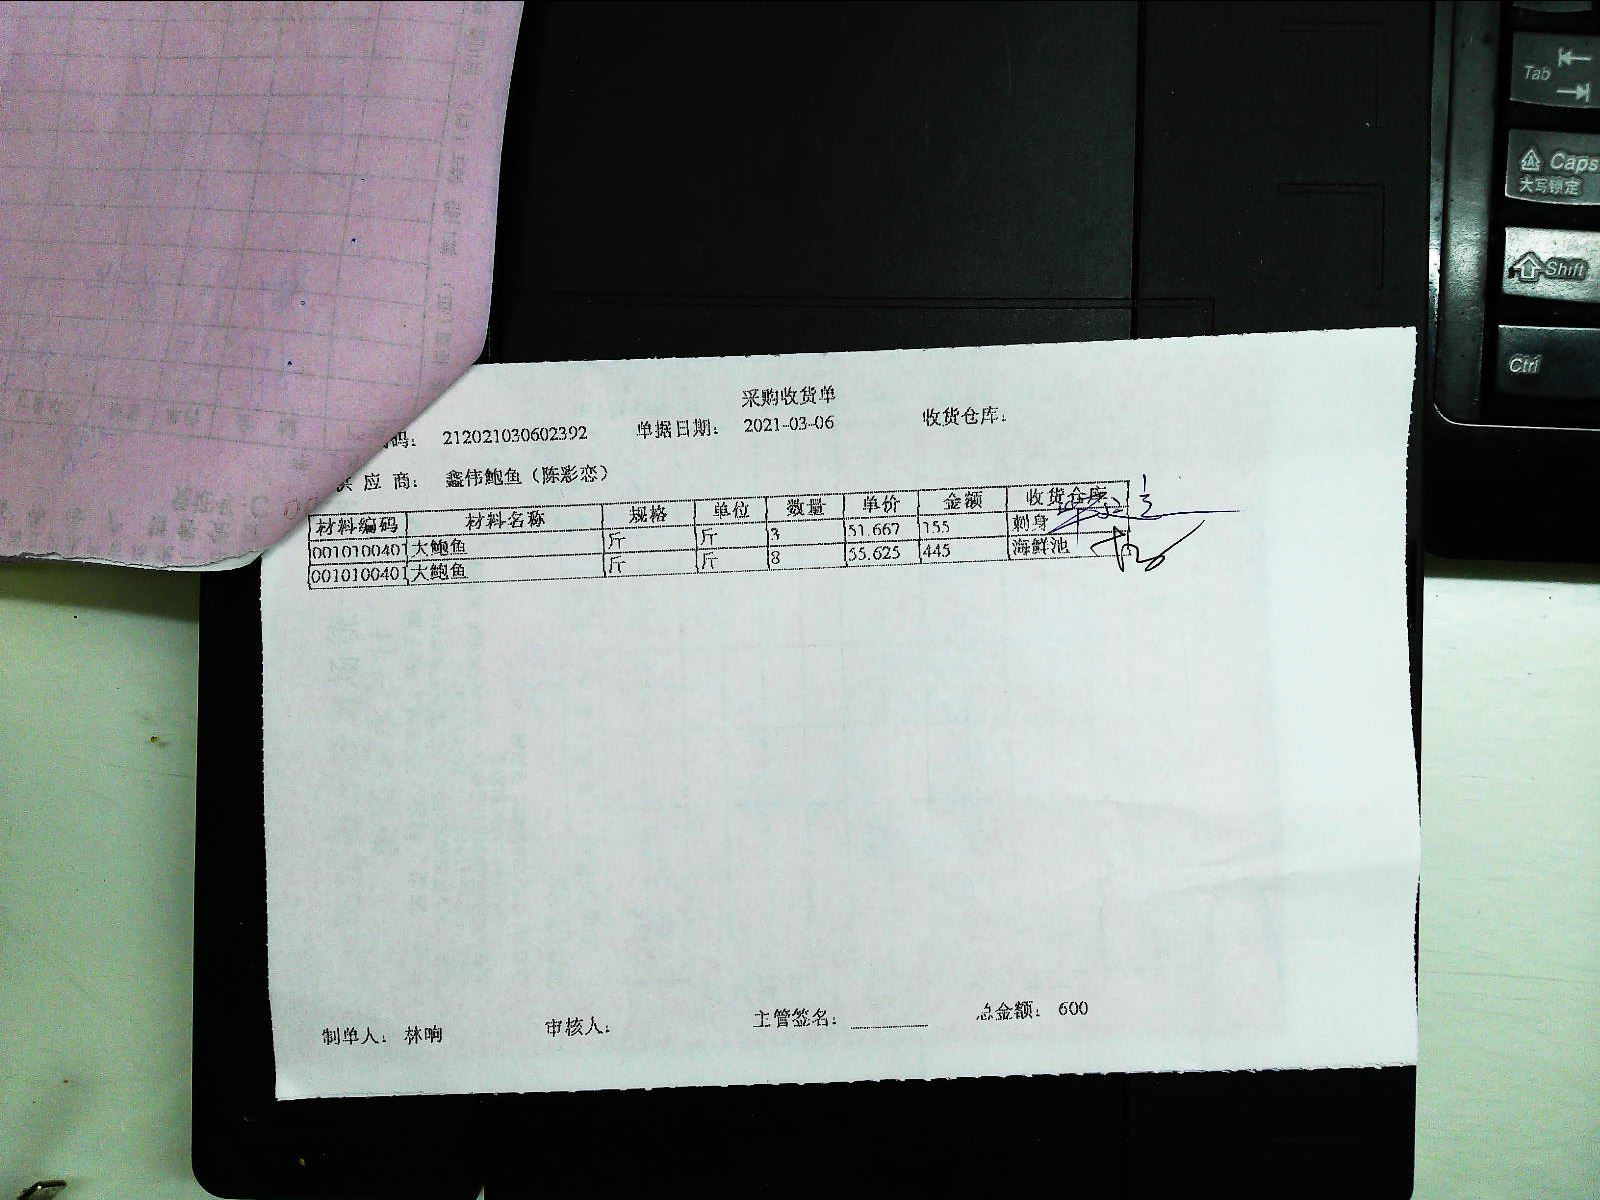 采购收货单
码: 212021030602392 单据日期: 2021-03-06 收货仓库:
供 应 商: 鑫伟鲍鱼(陈彩恋)
材料编码 材料名称 规格 单位 数量 单价 金额 收货仓库
0010100401 大鲍鱼 斤 斤 3 51.667 155 刺身
0010100401 大鲍鱼 斤 斤 8 55.625 445 海鲜池
制单人: 林响 审核人: 主管签名: 总金额: 600
Tab
Caps
大写锁定
Shift
Ctrl